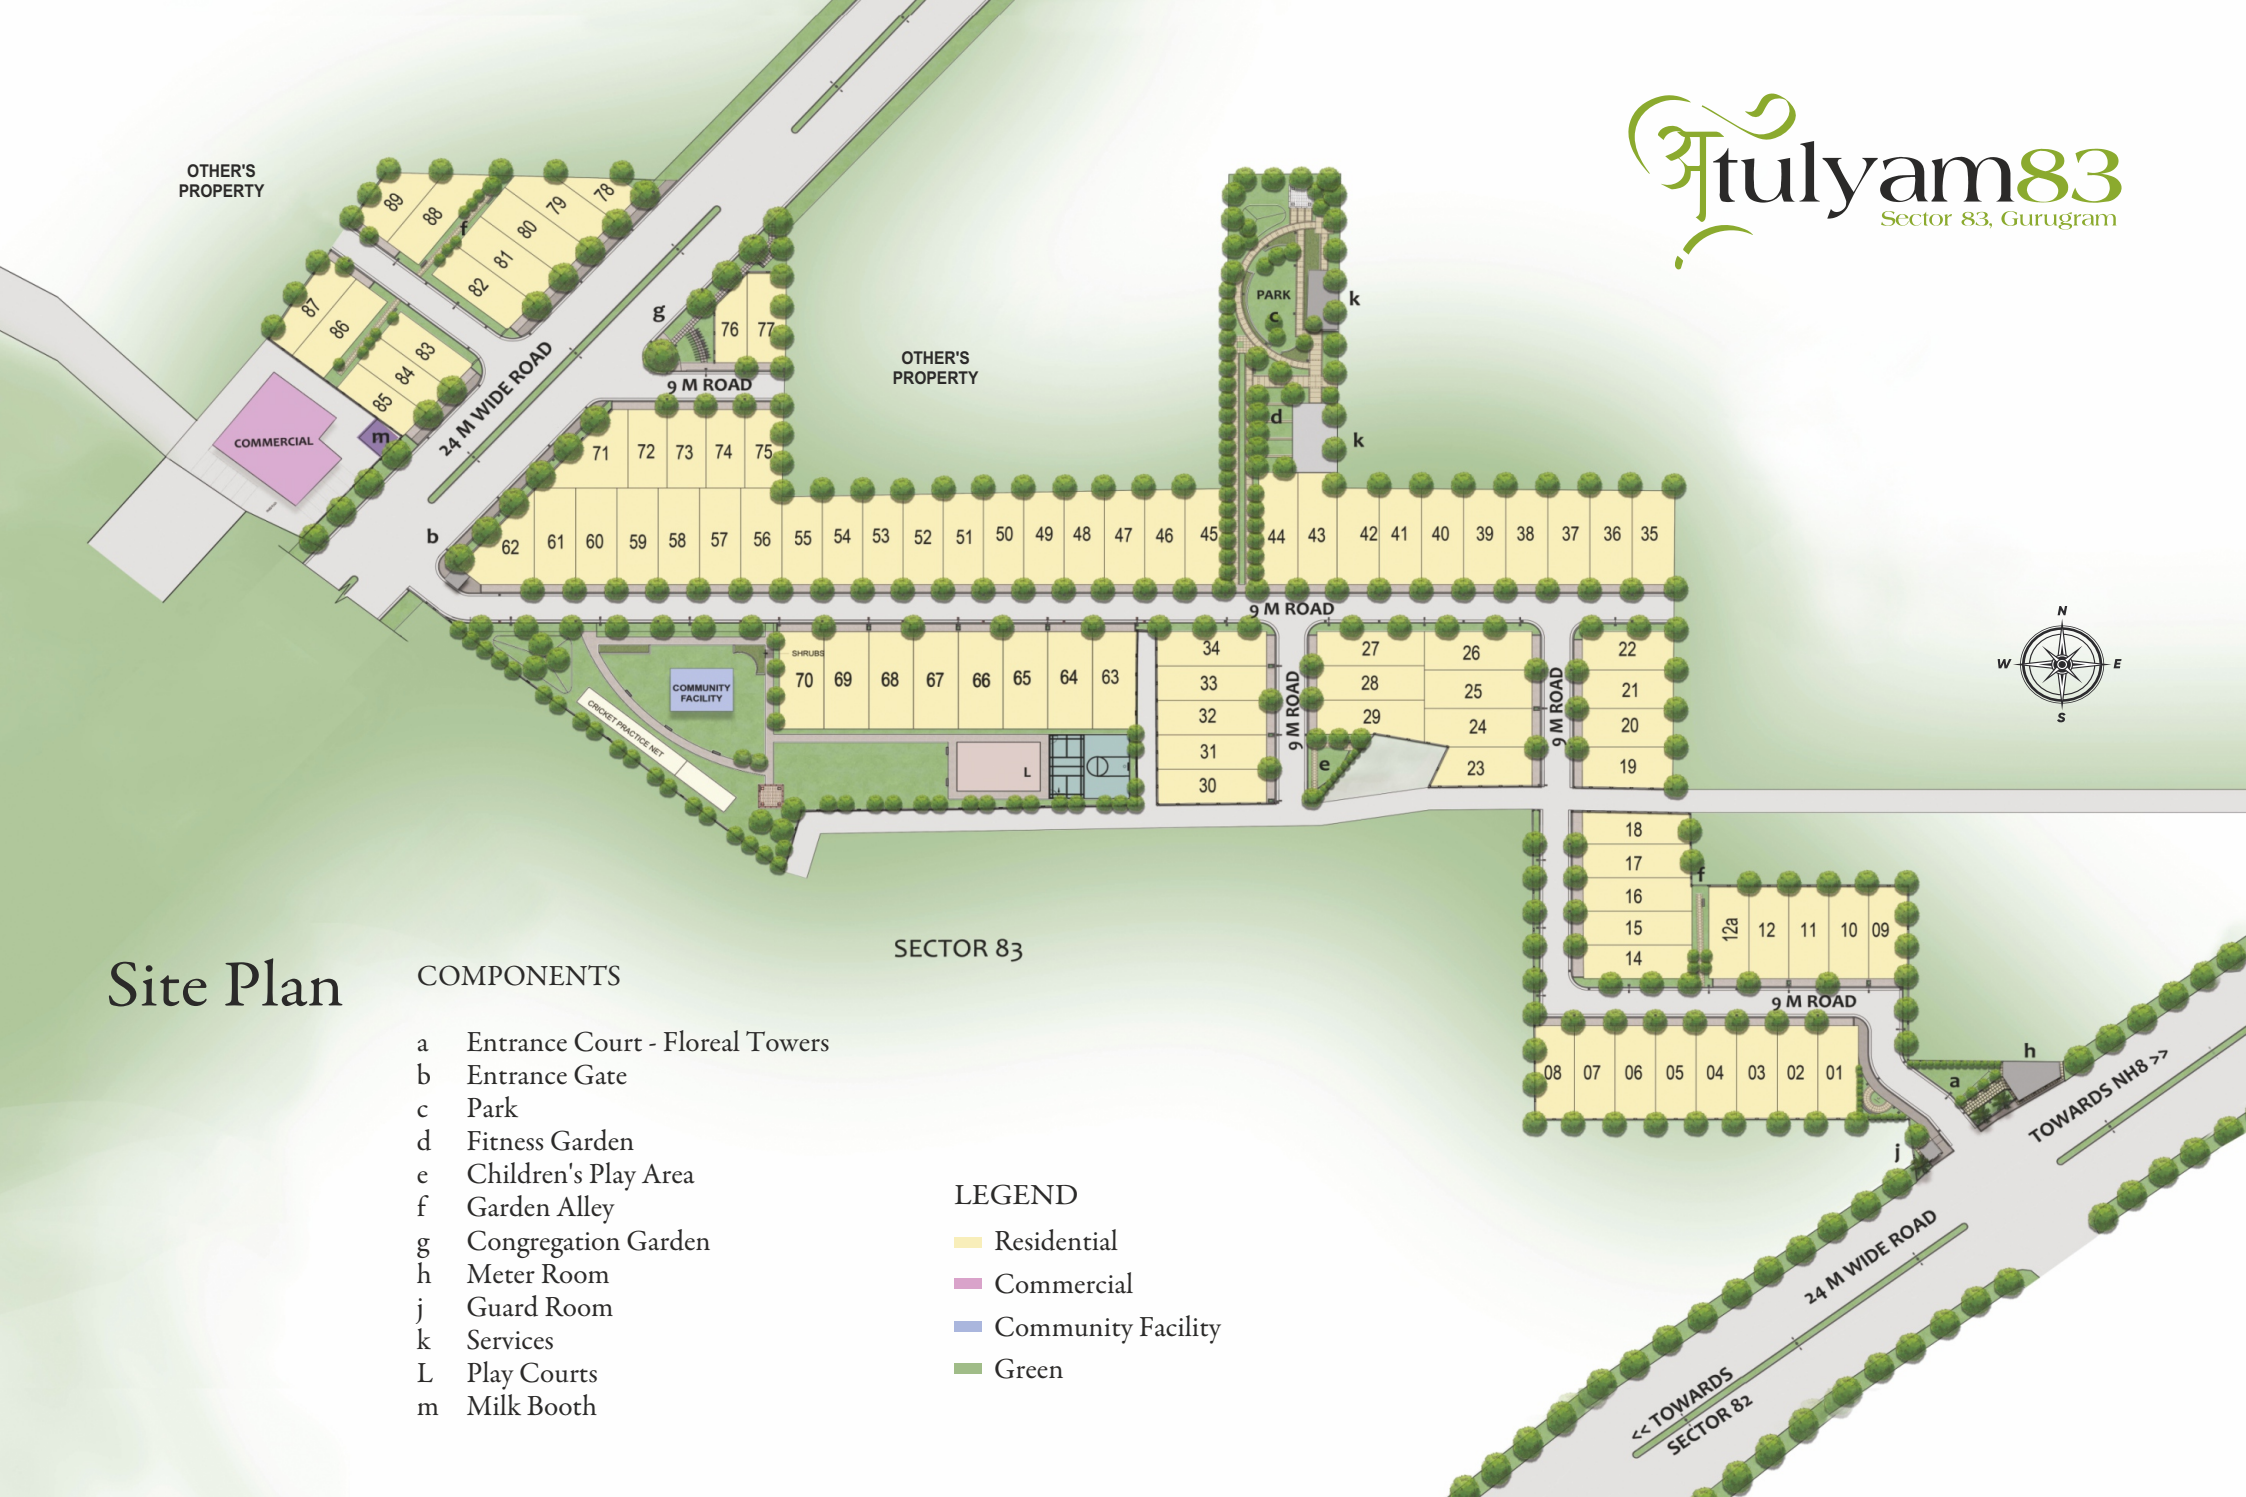 अtulyam83
Sector 83, Gurugram
OTHER'S
PROPERTY
89
88
f
78
79
80
81
82
87
86
83
84
85
COMMERCIAL
m
24 M WIDE ROAD
g
76
77
9 M ROAD
OTHER'S
PROPERTY
PARK
c
k
d
k
71
72
73
74
75
b
62
61
60
59
58
57
56
55
54
53
52
51
50
49
48
47
46
45
44
43
42
41
40
39
38
37
36
35
9 M ROAD
N
W
E
S
SHRUBS
COMMUNITY
FACILITY
CRICKET PRACTICE NET
70
69
68
67
66
65
64
63
L
34
33
32
31
30
9 M ROAD
27
28
29
e
26
25
24
23
9 M ROAD
22
21
20
19
18
17
16
15
14
f
12a
12
11
10
09
9 M ROAD
08
07
06
05
04
03
02
01
h
a
j
TOWARDS NH8 >>
24 M WIDE ROAD
<< TOWARDS
SECTOR 82
SECTOR 83
Site Plan
COMPONENTS
a Entrance Court - Floreal Towers
b Entrance Gate
c Park
d Fitness Garden
e Children's Play Area
f Garden Alley
g Congregation Garden
h Meter Room
j Guard Room
k Services
L Play Courts
m Milk Booth
LEGEND
Residential
Commercial
Community Facility
Green